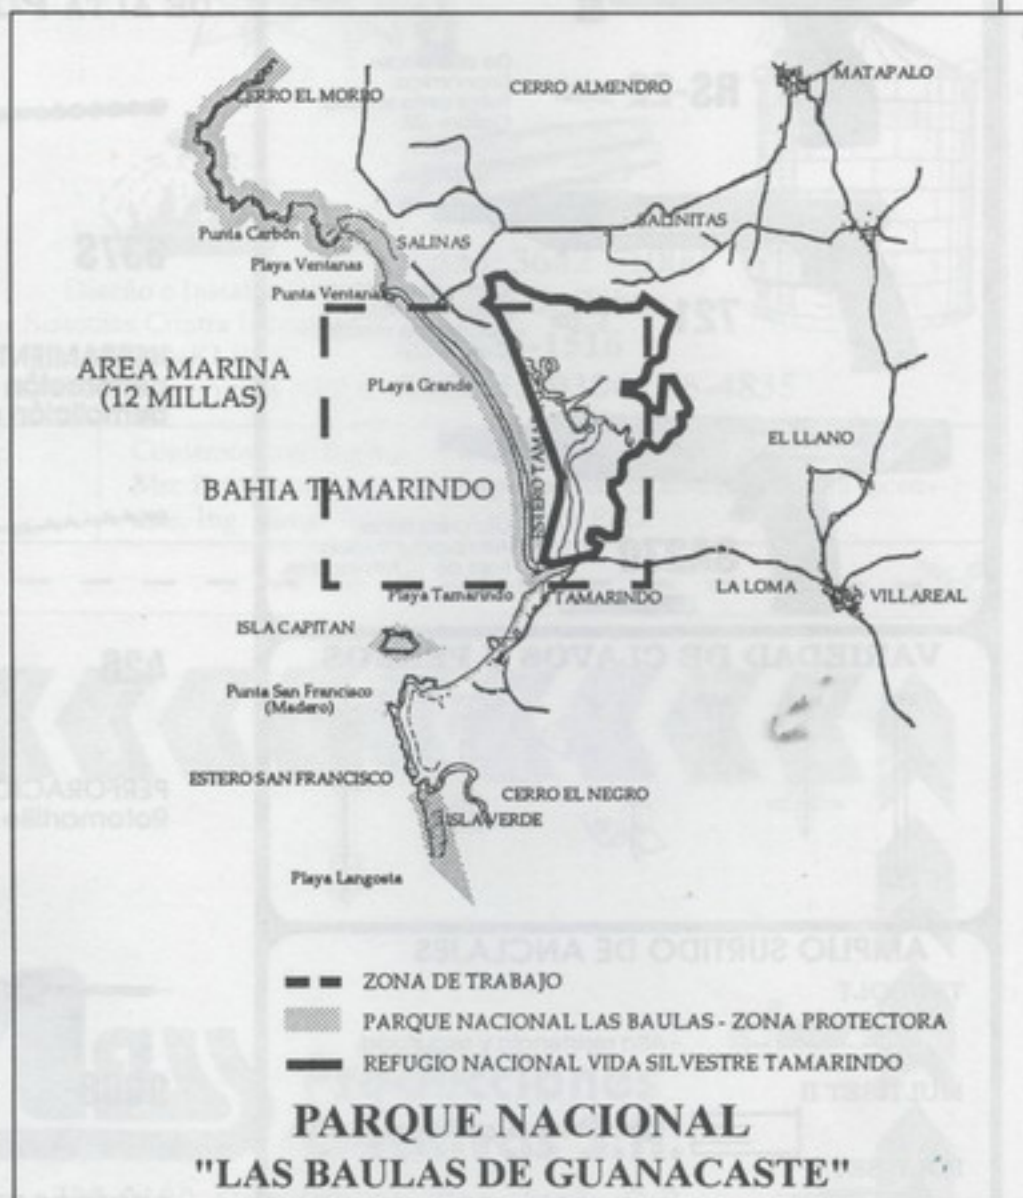 CERRO EL MORRO
CERRO ALMENDRO
MATAPALO
Punta Carbón
SALINAS
SALINITAS
Playa Ventanas
Punta Ventanas
AREA MARINA
(12 MILLAS)
PLaya Grande
EL LLANO
BAHIA TAMARINDO
ESTERO TAMAR
Playa Tamarindo
TAMARINDO
LA LOMA
VILLAREAL
ISLA CAPITAN
Punta San Francisco
(Madero)
ESTERO SAN FRANCISCO
CERRO EL NEGRO
ISLA VERDE
Playa Langosta
ZONA DE TRABAJO
PARQUE NACIONAL LAS BAULAS - ZONA PROTECTORA
REFUGIO NACIONAL VIDA SILVESTRE TAMARINDO
PARQUE NACIONAL
"LAS BAULAS DE GUANACASTE"